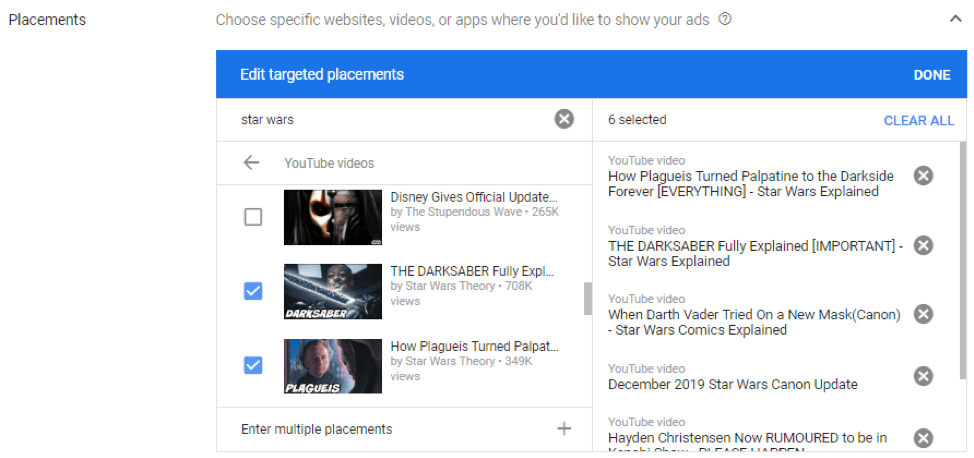 Placements
Choose specific websites, videos, or apps where you'd like to show your ads
Edit targeted placements
DONE
star wars
YouTube videos
Disney Gives Official Update...
by The Stupendous Wave • 265K
views
THE DARKSABER Fully Expl...
by Star Wars Theory • 708K
views
DARKSABER
How Plagueis Turned Palpat...
by Star Wars Theory • 349K
views
PLAGUEIS
Enter multiple placements
6 selected
CLEAR ALL
YouTube video
How Plagueis Turned Palpatine to the Darkside
Forever [EVERYTHING] - Star Wars Explained
YouTube video
THE DARKSABER Fully Explained [IMPORTANT] -
Star Wars Explained
YouTube video
When Darth Vader Tried On a New Mask(Canon)
- Star Wars Comics Explained
YouTube video
December 2019 Star Wars Canon Update
YouTube video
Hayden Christensen Now RUMOURED to be in
Kenobi Show - PLEASE HAPPEN